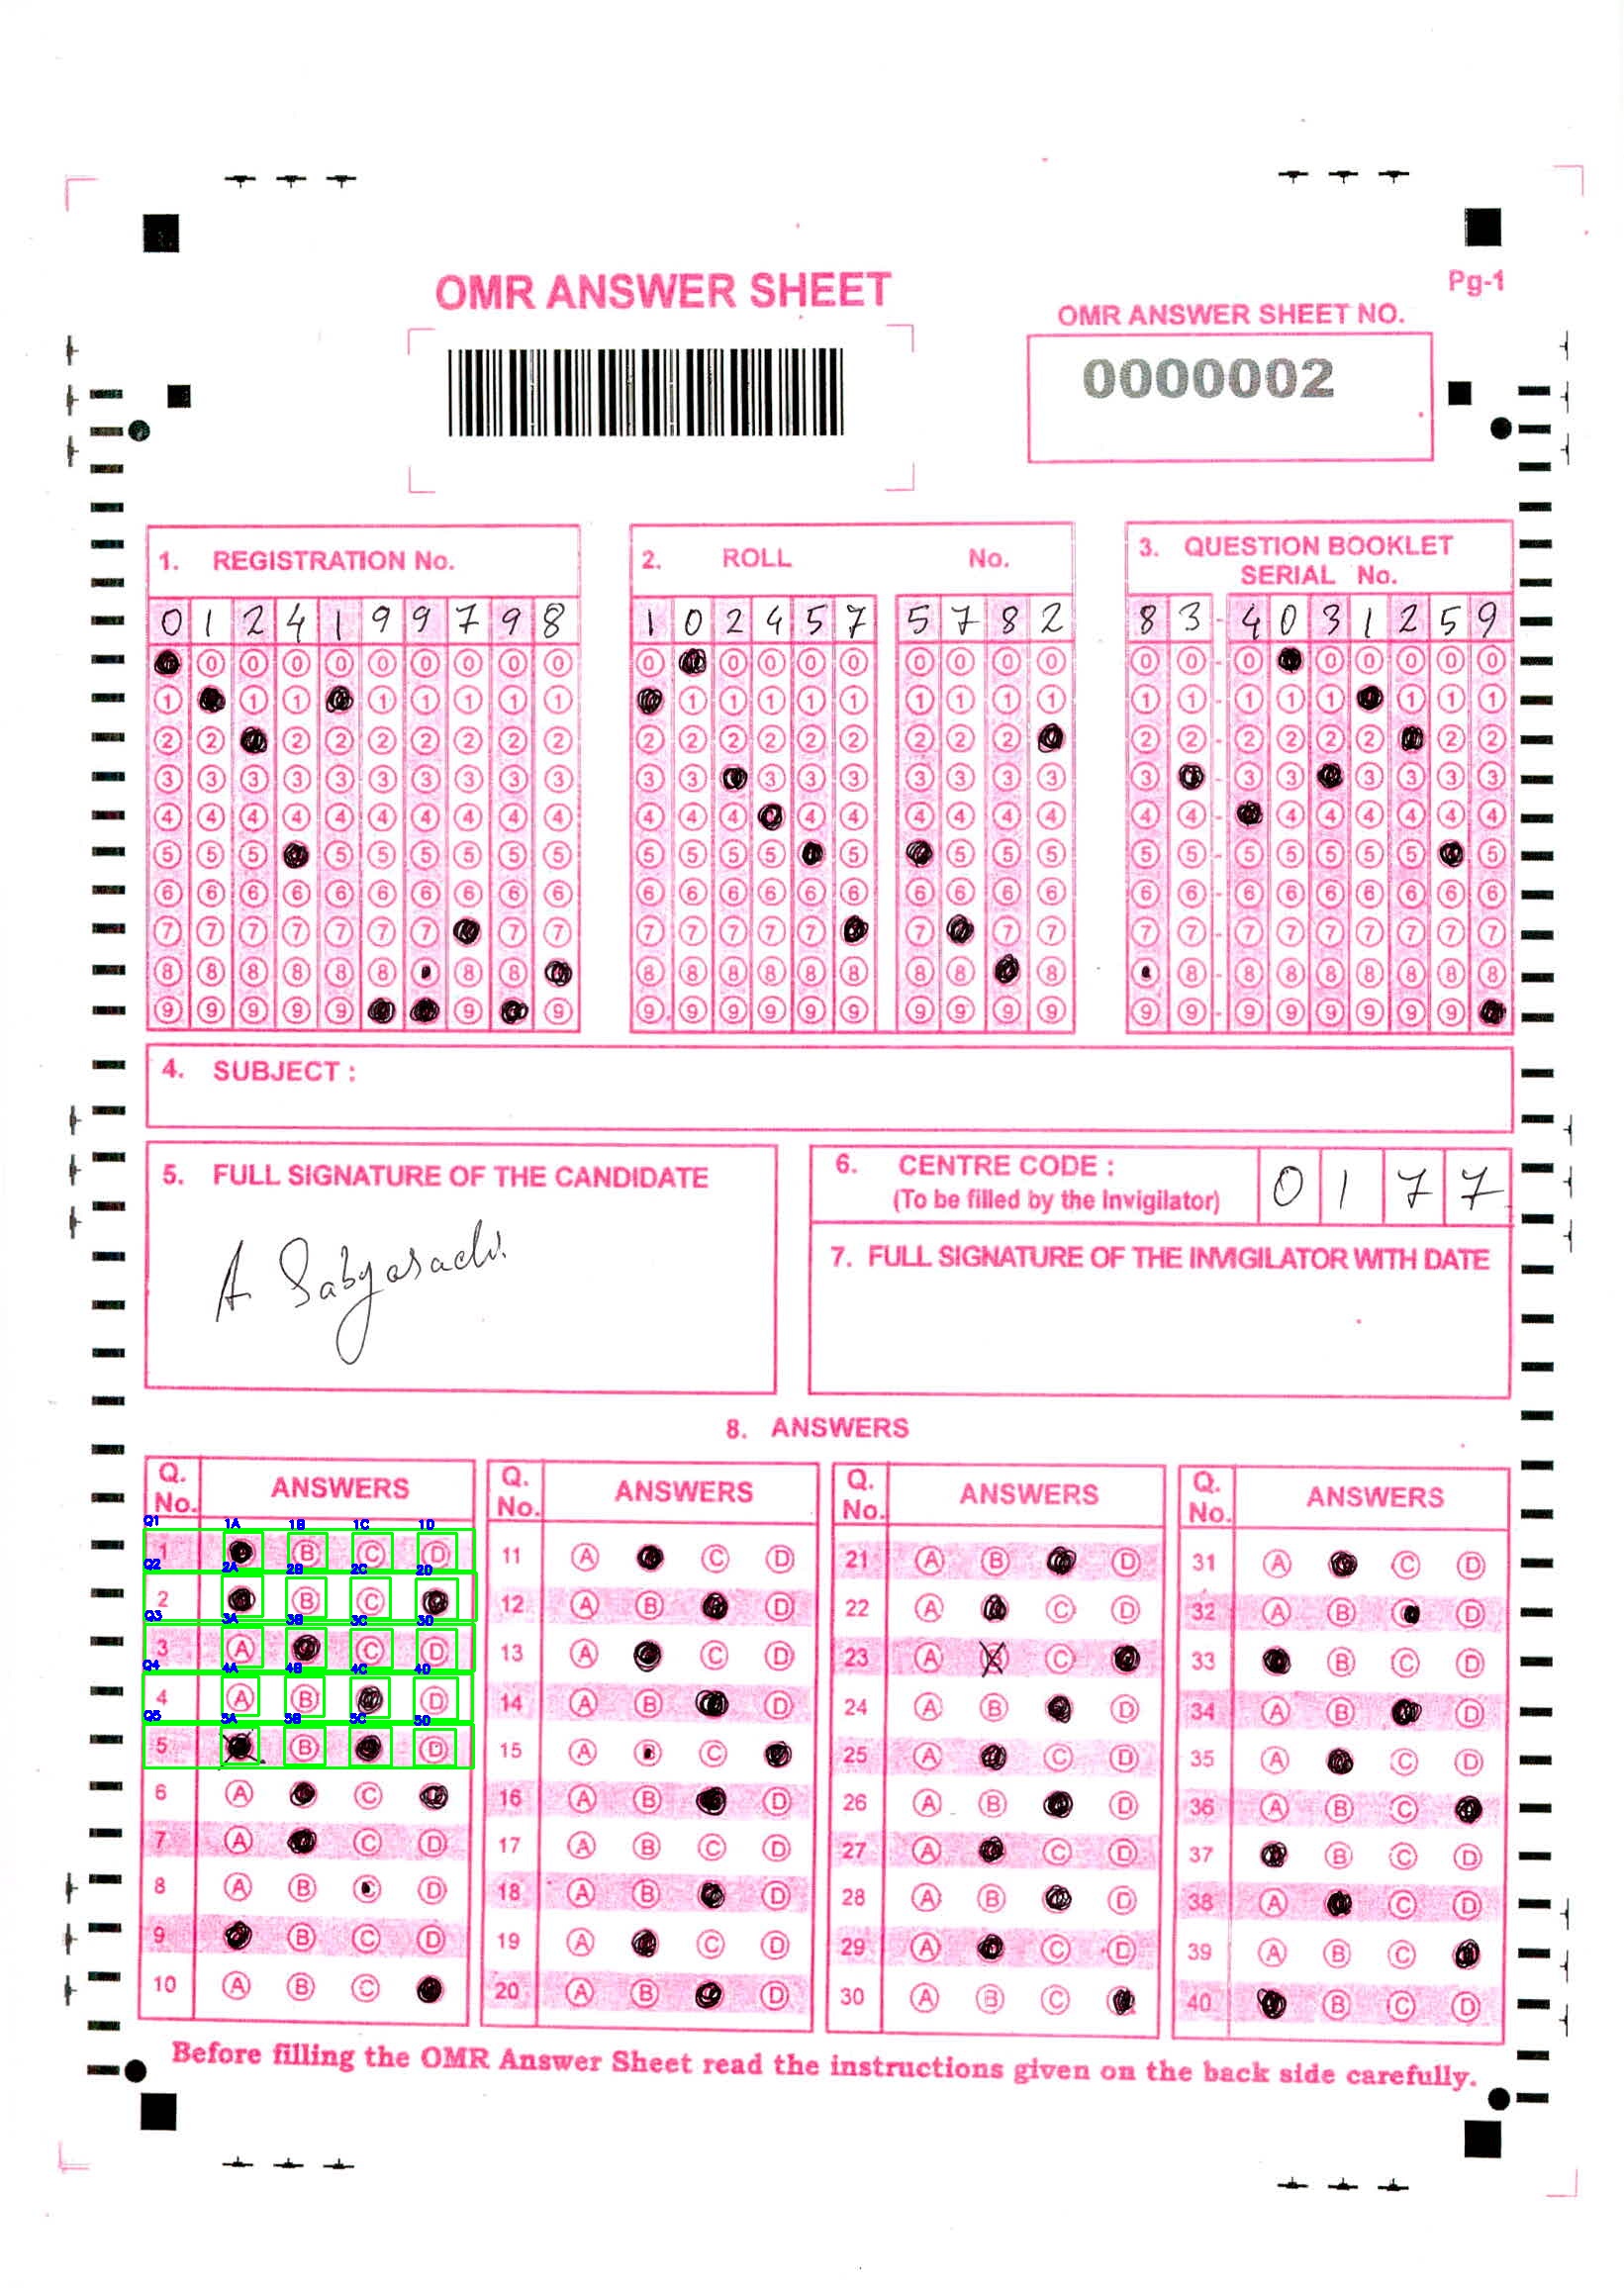 OMR ANSWER SHEET
Pg-1
OMR ANSWER SHEET NO.
0000002
1. REGISTRATION No.
0 1 2 4 1 9 9 7 9 8
2. ROLL No.
1 0 2 4 5 7 5 7 8 2
3. QUESTION BOOKLET
SERIAL No.
8 3 - 4 0 3 1 2 5 9
4. SUBJECT :
5. FULL SIGNATURE OF THE CANDIDATE
A Sabyasachi
6. CENTRE CODE :
(To be filled by the Invigilator)
0 1 7 7
7. FULL SIGNATURE OF THE INVIGILATOR WITH DATE
8. ANSWERS
Q. No. ANSWERS
Q1 1A 1B 1C 1D
1 B C D
Q2 2A 2B 2C 2D
2 B C
Q3 3A 3B 3C 3D
3 A C D
Q4 4A 4B 4C 4D
4 A B D
Q5 5A 5B 5C 5D
5 B D
6 A C
7 A C D
8 A B D
9 B C D
10 A B C
Q. No. ANSWERS
11 A C D
12 A B D
13 A C D
14 A B D
15 A C
16 A B D
17 A B C D
18 A B D
19 A C D
20 A B D
Q. No. ANSWERS
21 A B D
22 A C D
23 A B C
24 A B D
25 A C D
26 A B D
27 A C D
28 A B D
29 A C D
30 A B C
Q. No. ANSWERS
31 A C D
32 A B D
33 B C D
34 A B D
35 A C D
36 A B C
37 B C D
38 A C D
39 A B C
40 B C D
Before filling the OMR Answer Sheet read the instructions given on the back side carefully.